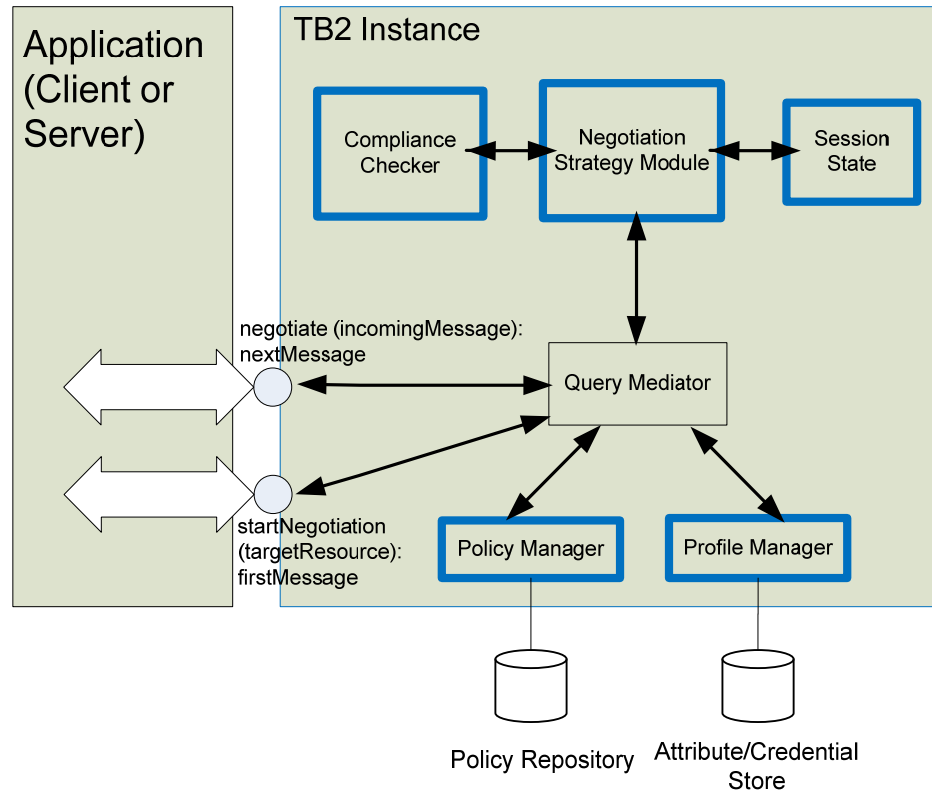 Application
(Client or
Server)
TB2 Instance
Compliance
Checker
Negotiation
Strategy Module
Session
State
negotiate (incomingMessage):
nextMessage
Query Mediator
startNegotiation
(targetResource):
firstMessage
Policy Manager
Profile Manager
Policy Repository
Attribute/Credential
Store